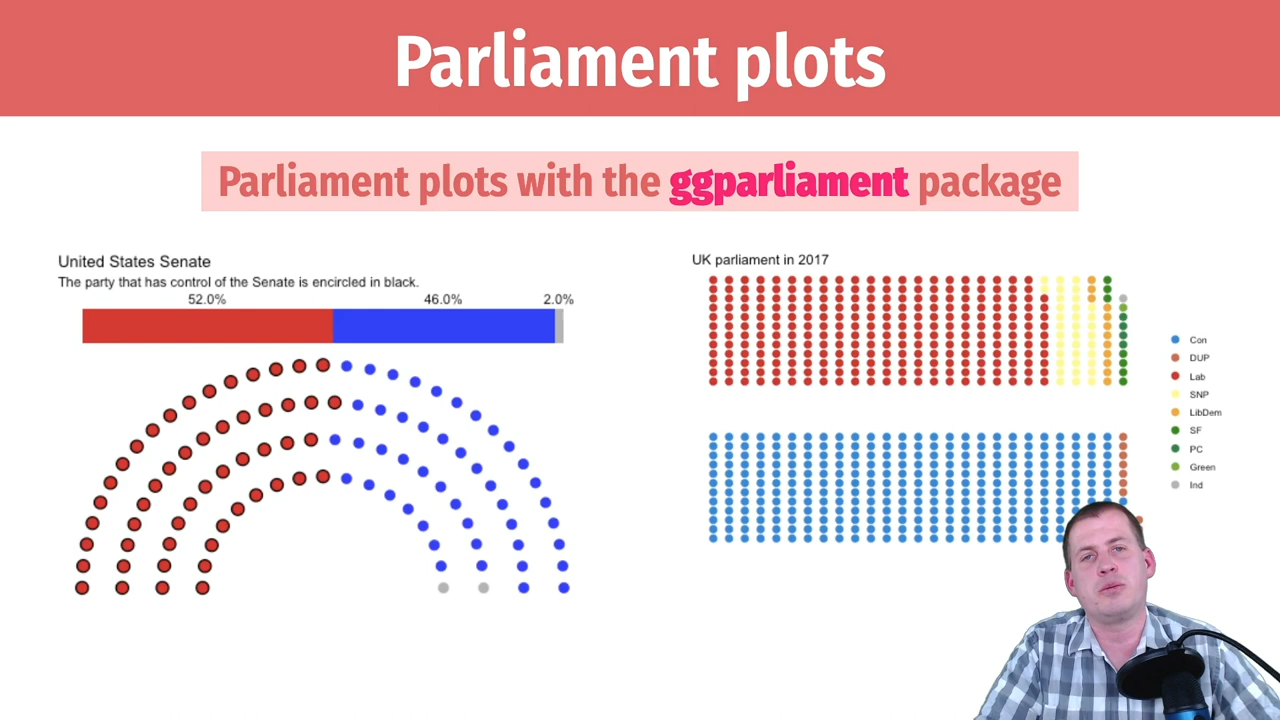 Parliament plots
Parliament plots with the ggparliament package
United States Senate
The party that has control of the Senate is encircled in black.
52.0% 46.0% 2.0%
UK parliament in 2017
Con
DUP
Lab
SNP
LibDem
SF
PC
Green
Ind